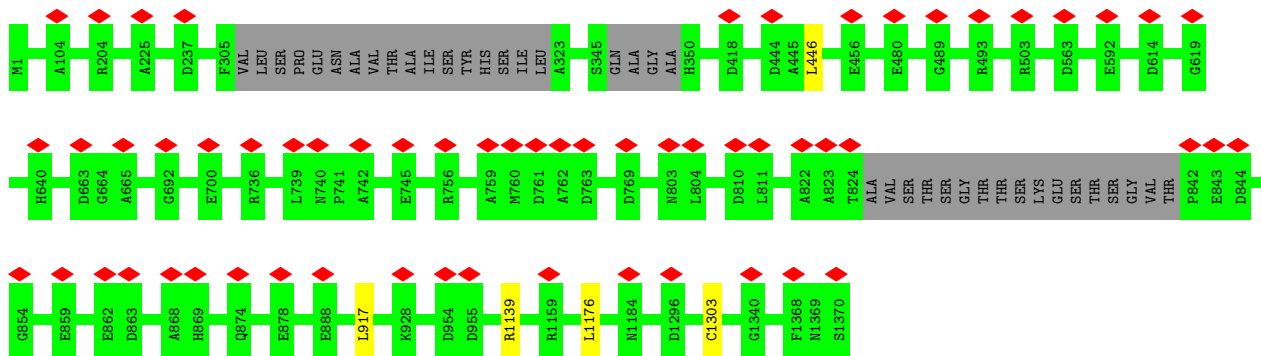 M1 A104 R204 A225 D237 F305 VAL LEU SER PRO GLU ASN ALA VAL THR ALA ILE SER TYR HIS SER ILE LEU A323 S345 GLN ALA GLY ALA H350 D418 D444 A445 L446 E456 E480 G489 R493 R503 D563 E592 D614 G619
H640 D663 G664 A665 G692 E700 R736 L739 N740 P741 A742 E745 R756 A759 M760 D761 A762 D763 D769 N803 L804 D810 L811 A822 A823 T824 ALA VAL SER THR SER GLY THR THR SER LYS GLU SER THR SER GLY VAL THR P842 E843 D844
G854 E859 E862 D863 A868 H869 Q874 E878 E888 L917 K928 D954 D955 R1139 R1159 L1176 N1184 D1296 C1303 G1340 F1368 N1369 S1370